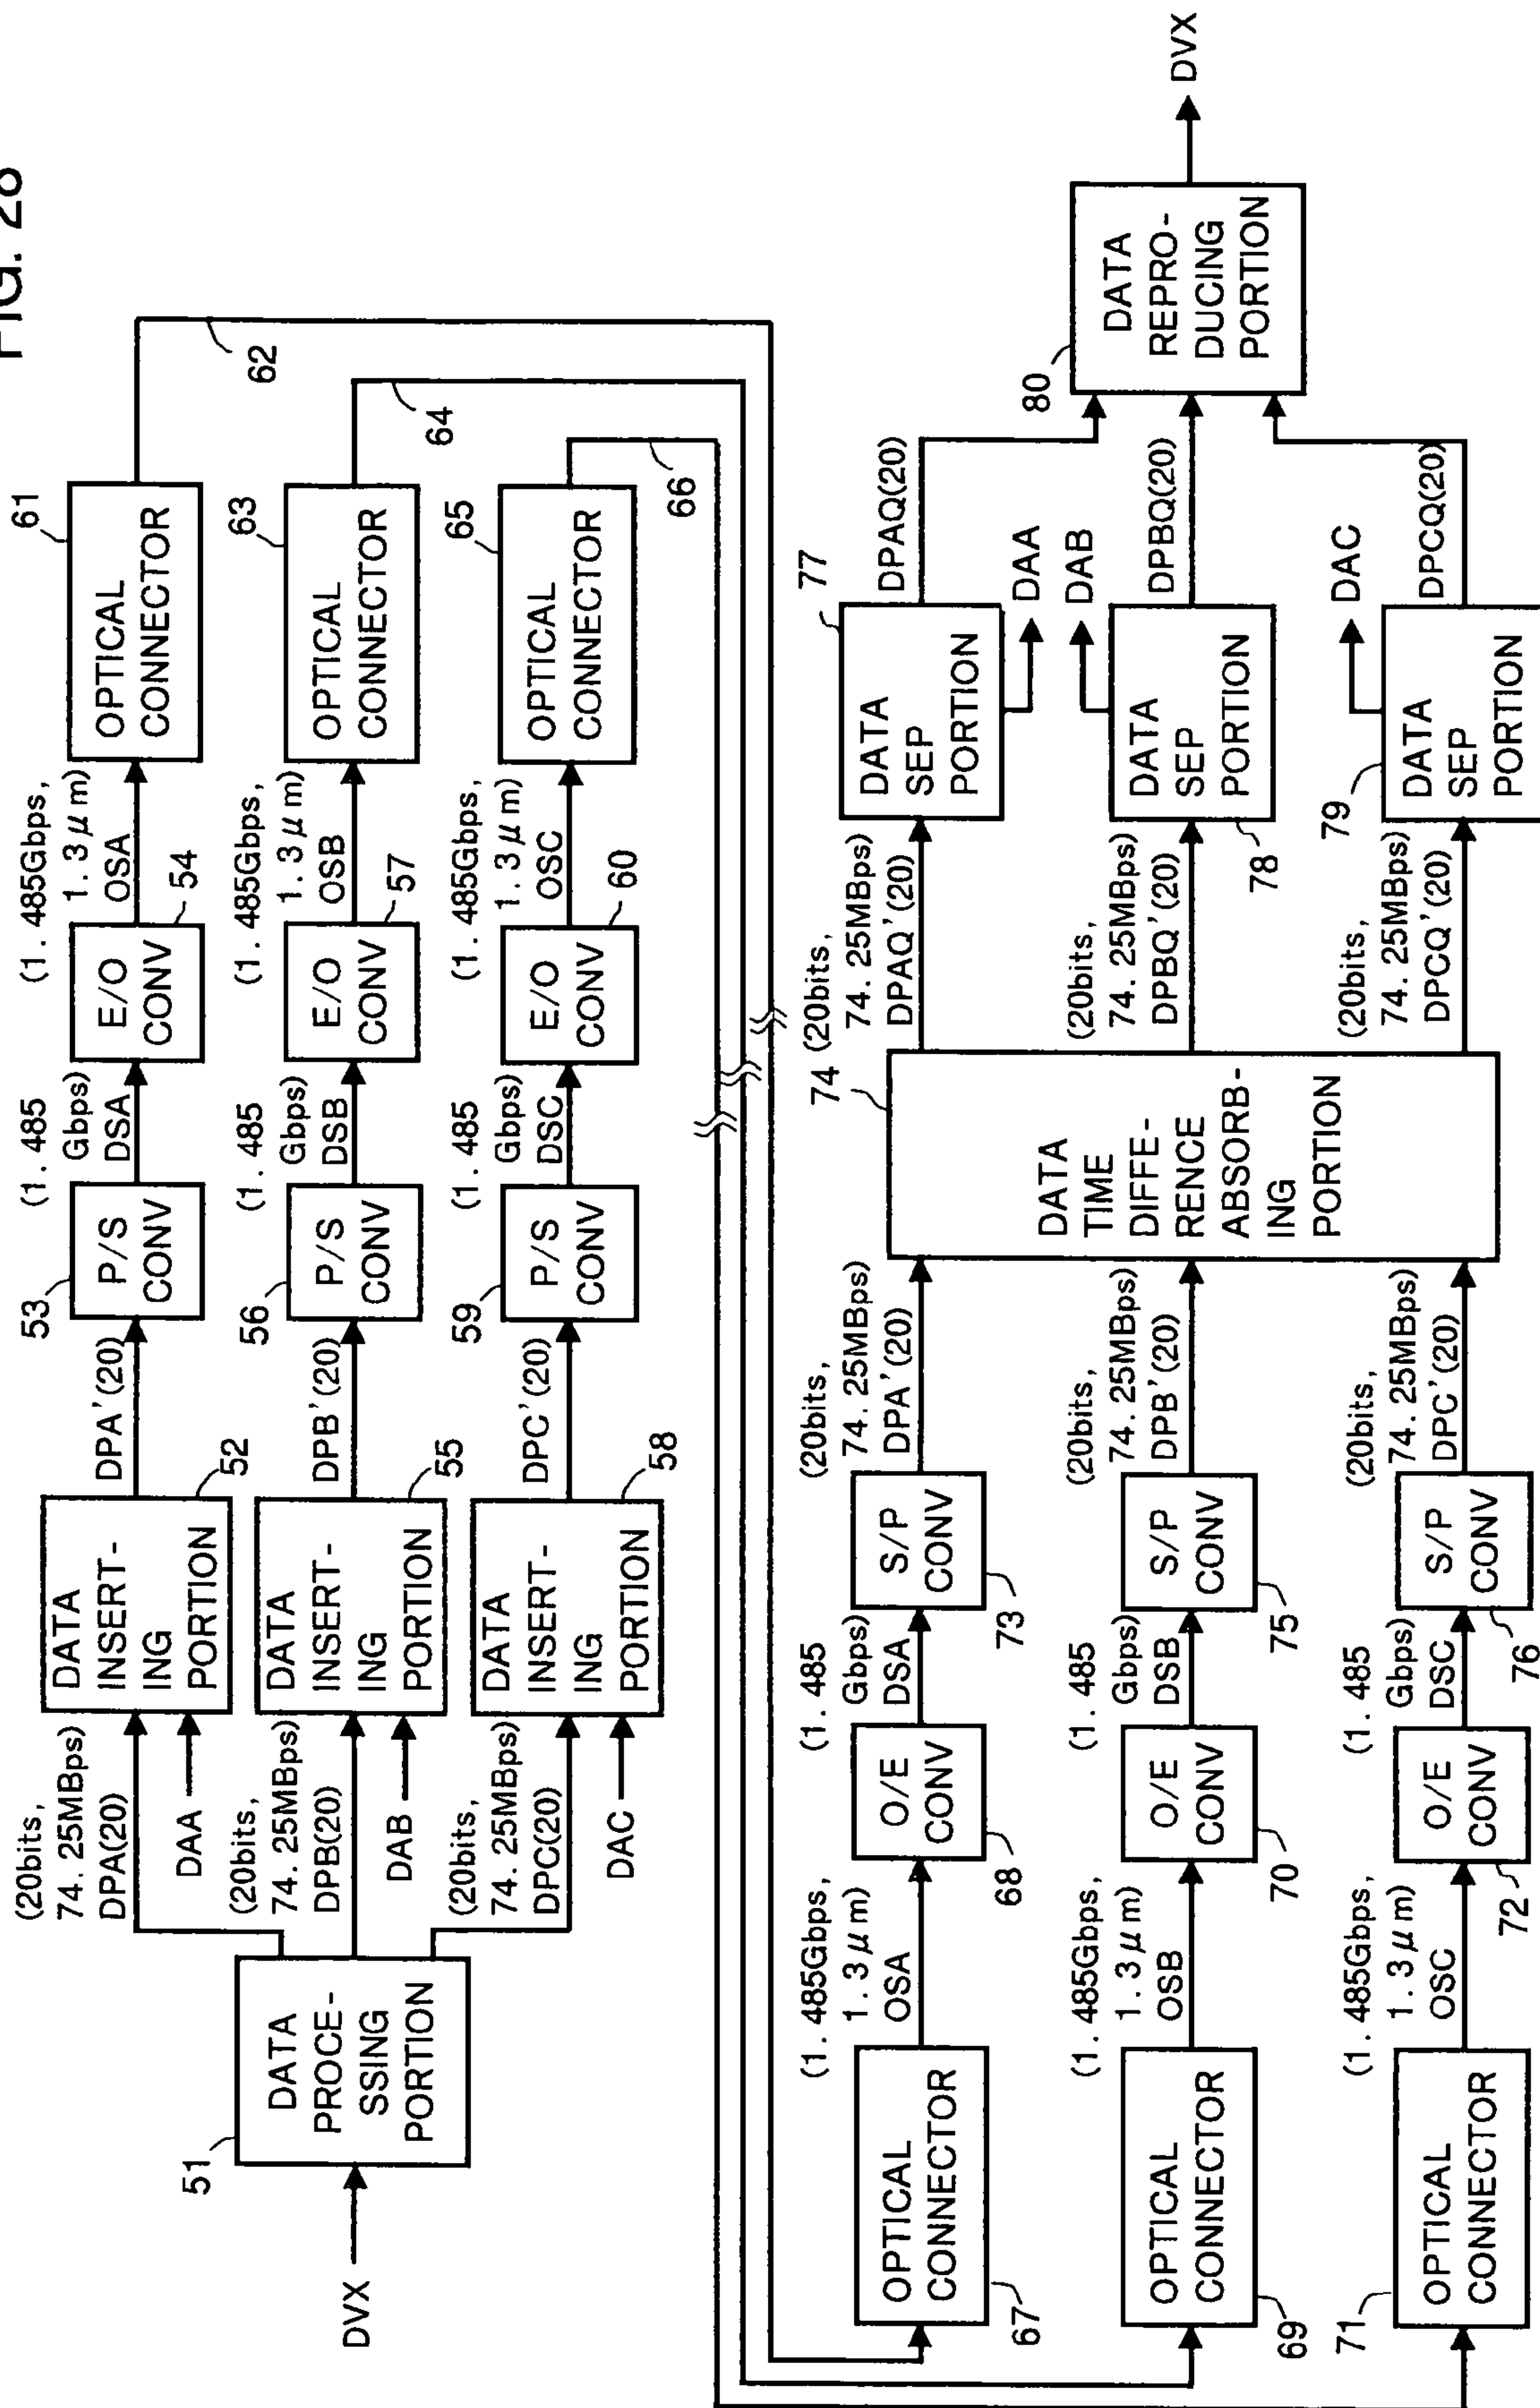 FIG. 28
DVX
51
DATA
PROCE-
SSING
PORTION
(20bits,
74. 25MBps)
DPA(20)
DAA
DATA
INSERT-
ING
PORTION
52
DPA'(20)
53
P/S
CONV
(1. 485
Gbps)
DSA
E/O
CONV
54
(1. 485Gbps,
1. 3μm)
OSA
61
OPTICAL
CONNECTOR
62
(20bits,
74. 25MBps)
DPB(20)
DAB
DATA
INSERT-
ING
PORTION
55
DPB'(20)
56
P/S
CONV
(1. 485
Gbps)
DSB
E/O
CONV
57
(1. 485Gbps,
1. 3μm)
OSB
63
OPTICAL
CONNECTOR
64
(20bits,
74. 25MBps)
DPC(20)
DAC
DATA
INSERT-
ING
PORTION
58
DPC'(20)
59
P/S
CONV
(1. 485
Gbps)
DSC
E/O
CONV
60
(1. 485Gbps,
1. 3μm)
OSC
65
OPTICAL
CONNECTOR
66
OPTICAL
CONNECTOR
67
(1. 485Gbps,
1. 3μm)
OSA
O/E
CONV
68
(1. 485
Gbps)
DSA
S/P
CONV
73
(20bits,
74. 25MBps)
DPA'(20)
OPTICAL
CONNECTOR
69
(1. 485Gbps,
1. 3μm)
OSB
O/E
CONV
70
(1. 485
Gbps)
DSB
S/P
CONV
75
(20bits,
74. 25MBps)
DPB'(20)
71
OPTICAL
CONNECTOR
(1. 485Gbps,
1. 3μm)
OSC
O/E
CONV
72
(1. 485
Gbps)
DSC
S/P
CONV
76
(20bits,
74. 25MBps)
DPC'(20)
74
DATA
TIME
DIFFE-
RENCE
ABSORB-
ING
PORTION
(20bits,
74. 25MBps)
DPAQ'(20)
77
DATA
SEP
PORTION
DPAQ(20)
DAA
(20bits,
74. 25MBps)
DPBQ'(20)
DATA
SEP
PORTION
78
DAB
DPBQ(20)
(20bits,
74. 25MBps)
DPCQ'(20)
79
DATA
SEP
PORTION
DAC
DPCQ(20)
80
DATA
REPRO-
DUCING
PORTION
DVX